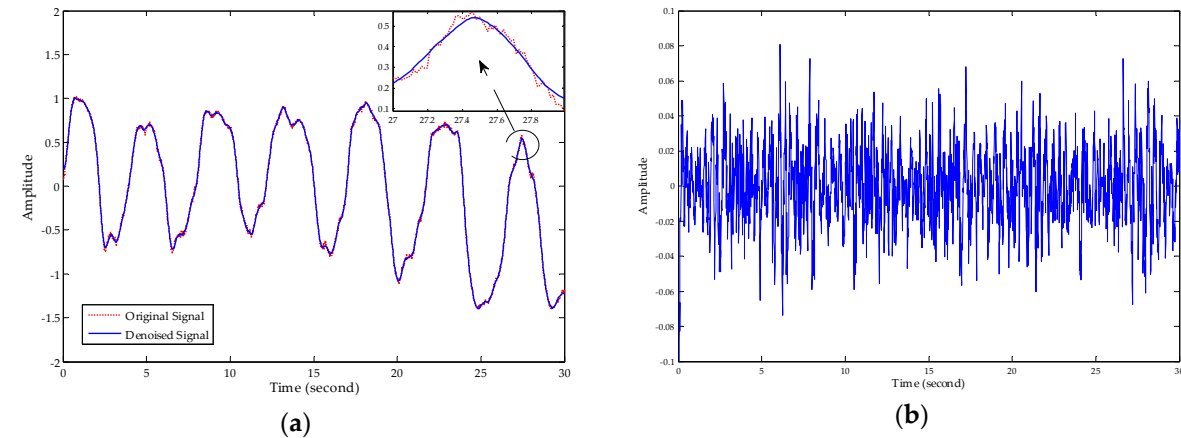 2
1.5
1
0.5
0
-0.5
-1
-1.5
-2
Amplitude
0 5 10 15 20 25 30
Time (second)
Original Signal
Denoised Signal
0.5
0.4
0.3
0.2
0.1
27 27.2 27.4 27.6 27.8
(a)
0.1
0.08
0.06
0.04
0.02
0
-0.02
-0.04
-0.06
-0.08
-0.1
Amplitude
0 5 10 15 20 25 30
Time (second)
(b)